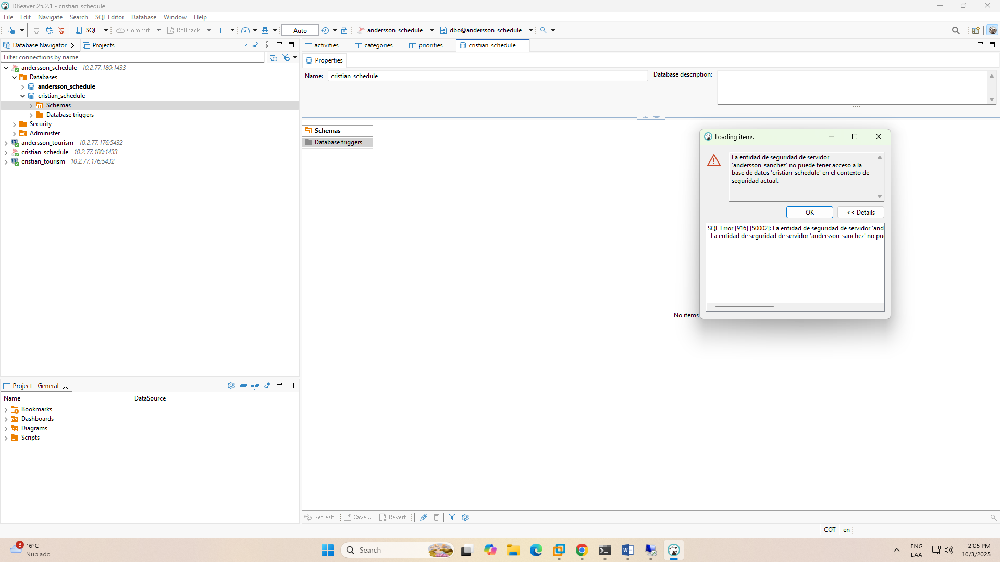 DBeaver 25.2.1 - cristian_schedule
File Edit Navigate Search SQL Editor Database Window Help
SQL Commit Rollback T Auto andersson_schedule dbo@andersson_schedule
Database Navigator Projects
Filter connections by name
andersson_schedule 10.2.77.180:1433
Databases
andersson_schedule
cristian_schedule
Schemas
Database triggers
Security
Administer
andersson_tourism 10.2.77.176:5432
cristian_schedule 10.2.77.180:1433
cristian_tourism 10.2.77.176:5432
Project - General
Name DataSource
Bookmarks
Dashboards
Diagrams
Scripts
activities categories priorities cristian_schedule
Properties
Name: cristian_schedule Database description:
Schemas
Database triggers
No items
Loading items
La entidad de seguridad de servidor
'andersson_sanchez' no puede tener acceso a la
base de datos 'cristian_schedule' en el contexto de
seguridad actual.
OK << Details
SQL Error [916] [S0002]: La entidad de seguridad de servidor 'and
La entidad de seguridad de servidor 'andersson_sanchez' no pu
Refresh Save ... Revert
COT en
3 16°C
Nublado
Search
ENG
LAA
2:05 PM
10/3/2025